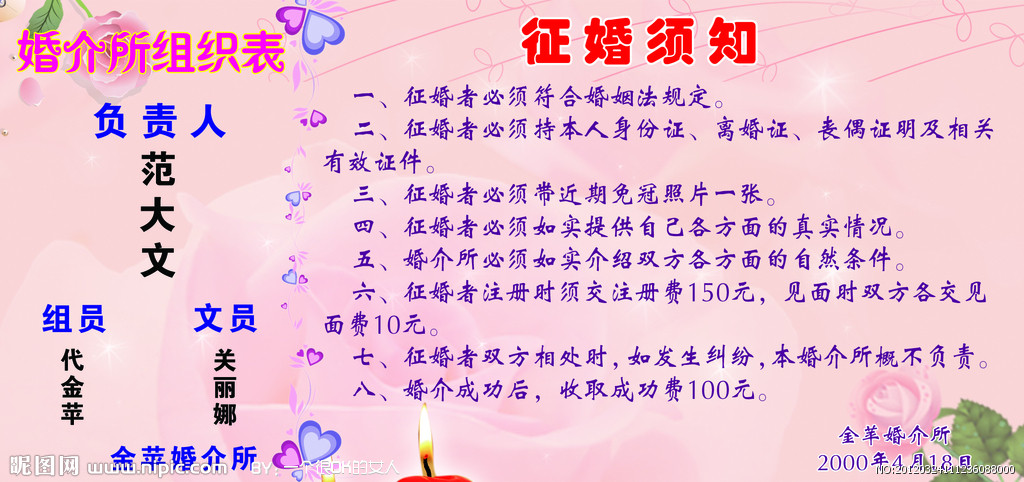 婚介所组织表
负责人
范大文
组员
文员
代金苹
关丽娜
金苹婚介所
征婚须知
一、征婚者必须符合婚姻法规定。
二、征婚者必须持本人身份证、离婚证、丧偶证明及相关
有效证件。
三、征婚者必须带近期免冠照片一张。
四、征婚者必须如实提供自己各方面的真实情况。
五、婚介所必须如实介绍双方各方面的自然条件。
六、征婚者注册时须交注册费150元，见面时双方各交见
面费10元。
七、征婚者双方相处时,如发生纠纷,本婚介所概不负责。
八、婚介成功后，收取成功费100元。
金苹婚介所
2000年4月18日
昵图网 www.nipic.com BY：一个很OK的女人
NO:20120324111236088000